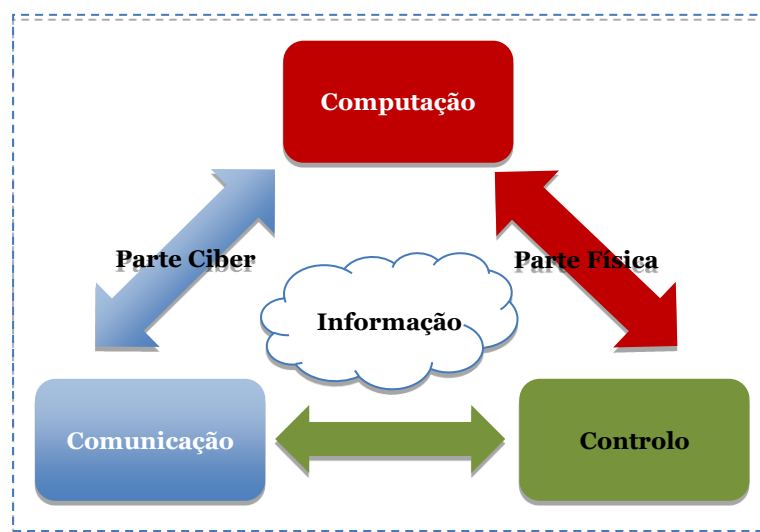 Computação
Parte Ciber
Parte Física
Informação
Comunicação
Controlo